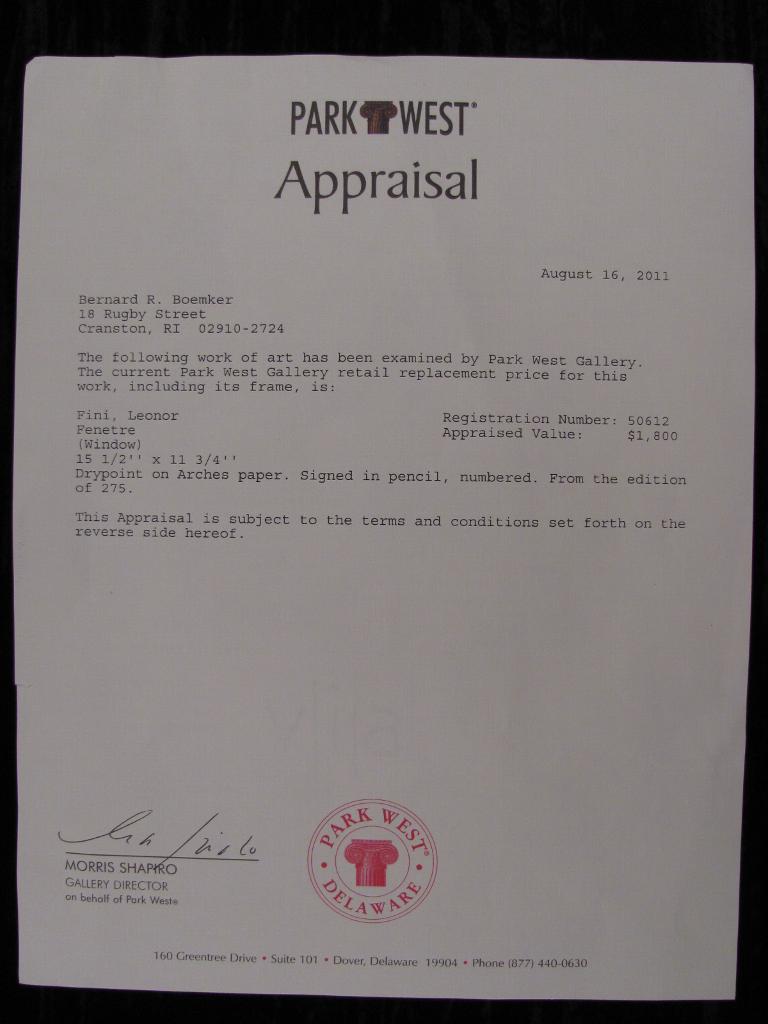 PARK WEST®
Appraisal
August 16, 2011
Bernard R. Boemker
18 Rugby Street
Cranston, RI 02910-2724
The following work of art has been examined by Park West Gallery.
The current Park West Gallery retail replacement price for this
work, including its frame, is:
Fini, Leonor
Fenetre
(Window)
15 1/2'' x 11 3/4''
Registration Number: 50612
Appraised Value: $1,800
Drypoint on Arches paper. Signed in pencil, numbered. From the edition
of 275.
This Appraisal is subject to the terms and conditions set forth on the
reverse side hereof.
MORRIS SHAPIRO
GALLERY DIRECTOR
on behalf of Park West®
PARK WEST®
• DELAWARE •
160 Greentree Drive • Suite 101 • Dover, Delaware 19904 • Phone (877) 440-0630